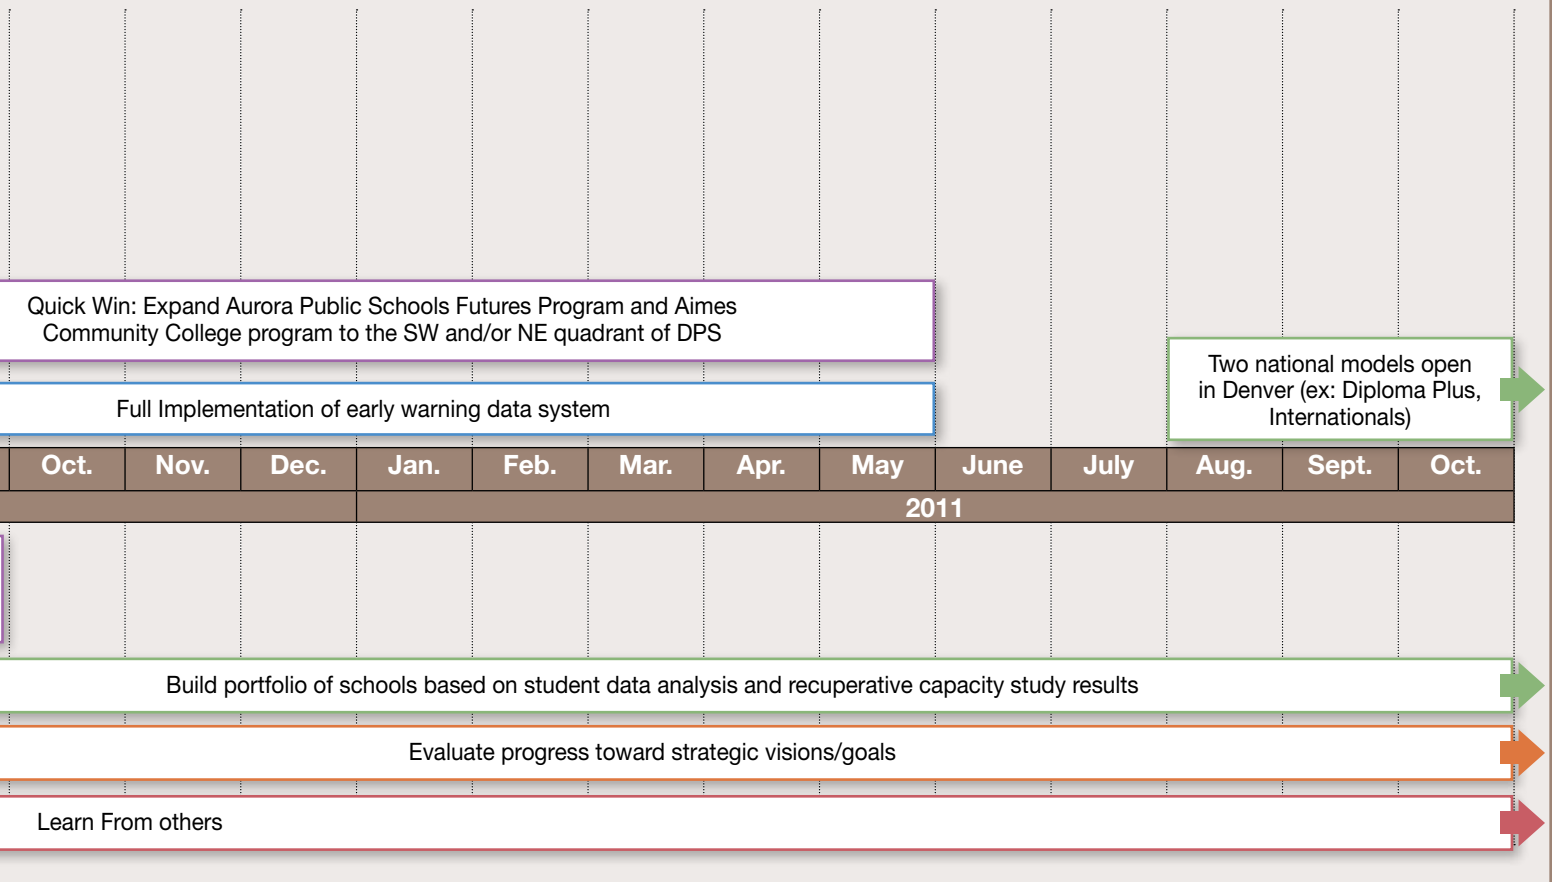 Quick Win: Expand Aurora Public Schools Futures Program and Aimes
Community College program to the SW and/or NE quadrant of DPS
Two national models open
in Denver (ex: Diploma Plus,
Internationals)
Full Implementation of early warning data system
Oct. Nov. Dec. Jan. Feb. Mar. Apr. May June July Aug. Sept. Oct.
2011
Build portfolio of schools based on student data analysis and recuperative capacity study results
Evaluate progress toward strategic visions/goals
Learn From others